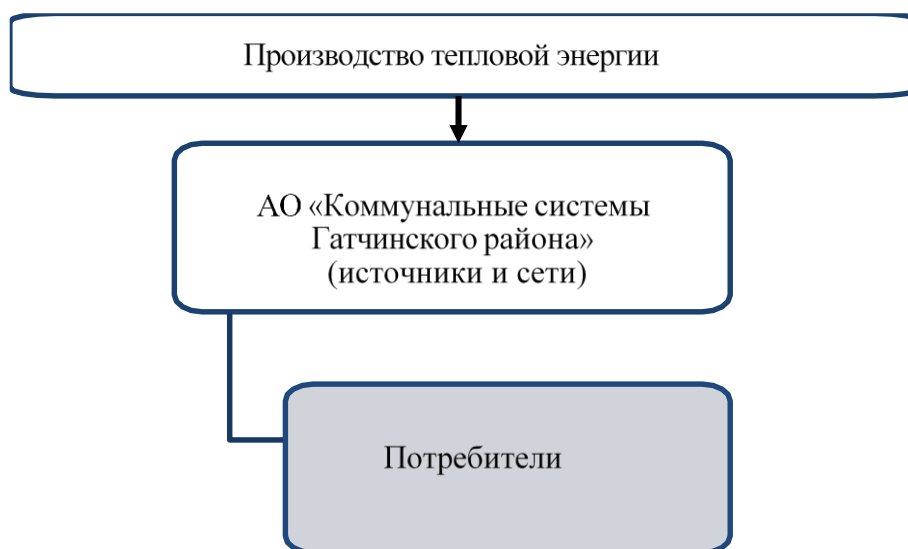 Производство тепловой энергии
АО «Коммунальные системы
Гатчинского района»
(источники и сети)
Потребители